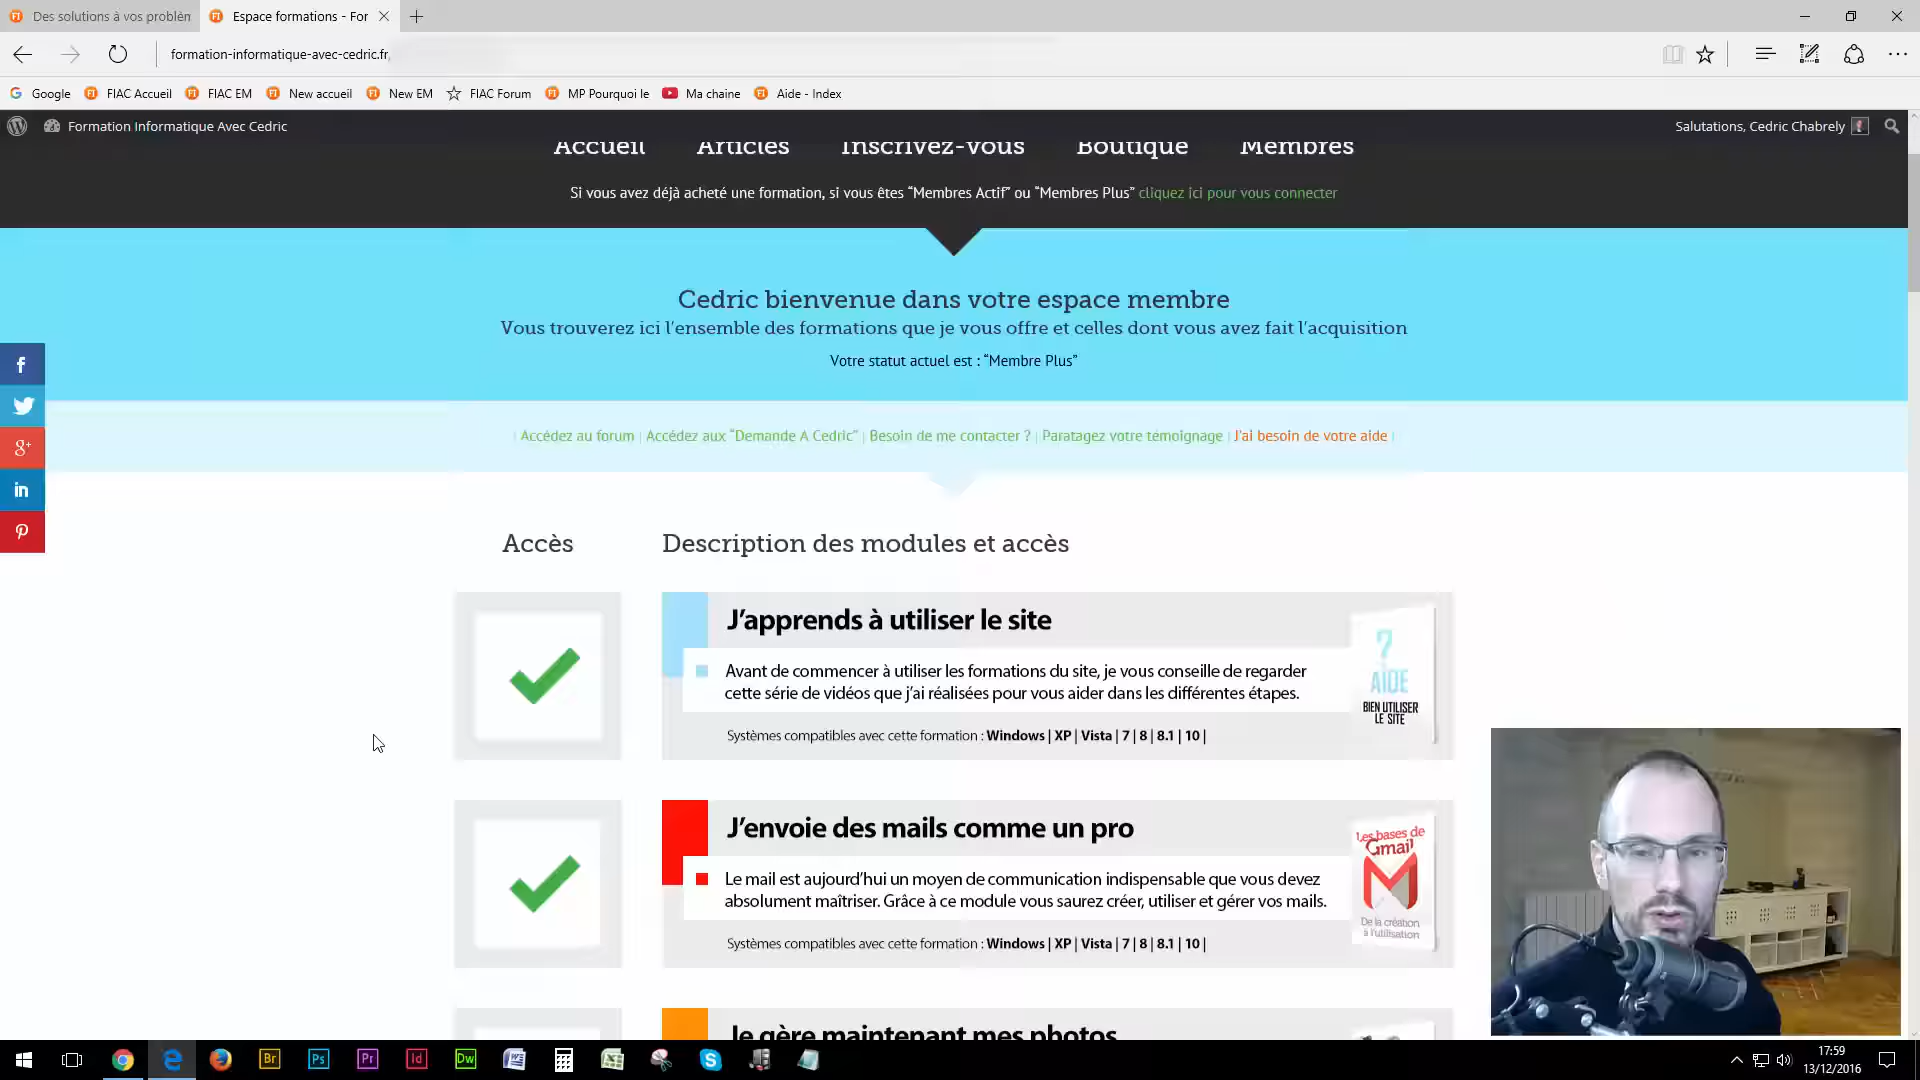 Des solutions à vos problèn
Espace formations - For
formation-informatique-avec-cedric.fr,
Google FIAC Accueil FIAC EM New accueil New EM FIAC Forum MP Pourquoi le Ma chaine Aide - Index
Formation Informatique Avec Cedric
Salutations, Cedric Chabrely
Accueil Articles Inscrivez-vous Boutique Membres
Si vous avez déjà acheté une formation, si vous êtes “Membres Actif” ou “Membres Plus” cliquez ici pour vous connecter
Cedric bienvenue dans votre espace membre
Vous trouverez ici l’ensemble des formations que je vous offre et celles dont vous avez fait l’acquisition
Votre statut actuel est : “Membre Plus”
| Accédez au forum | Accédez aux “Demande A Cedric” | Besoin de me contacter ? | Paratagez votre témoignage | J’ai besoin de votre aide |
Accès
Description des modules et accès
J’apprends à utiliser le site
Avant de commencer à utiliser les formations du site, je vous conseille de regarder
cette série de vidéos que j’ai réalisées pour vous aider dans les différentes étapes.
Systèmes compatibles avec cette formation : Windows | XP | Vista | 7 | 8 | 8.1 | 10 |
?
AIDE
BIEN UTILISER
LE SITE
J’envoie des mails comme un pro
Le mail est aujourd’hui un moyen de communication indispensable que vous devez
absolument maîtriser. Grâce à ce module vous saurez créer, utiliser et gérer vos mails.
Systèmes compatibles avec cette formation : Windows | XP | Vista | 7 | 8 | 8.1 | 10 |
Les bases de
Gmail
De la création
à l’utilisation
Je gère maintenant mes photos
Br Ps Pr Id Dw
17:59
13/12/2016